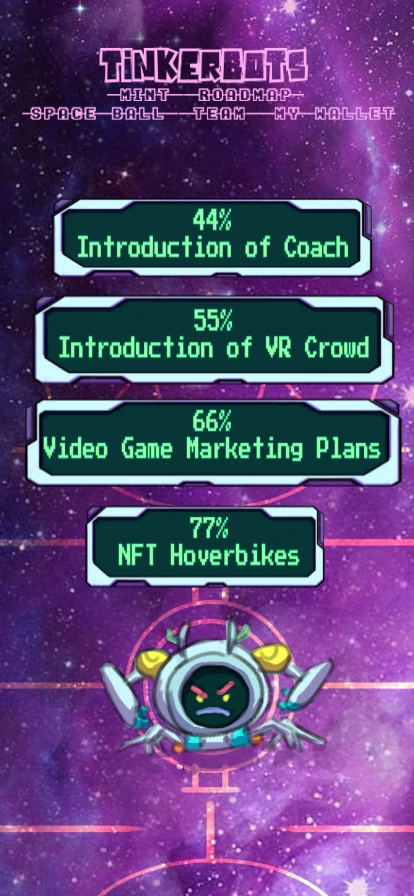 TINKERBOTS
MINT ROADMAP
SPACE BALL TEAM MY WALLET
44%
Introduction of Coach
55%
Introduction of VR Crowd
66%
Video Game Marketing Plans
77%
NFT Hoverbikes